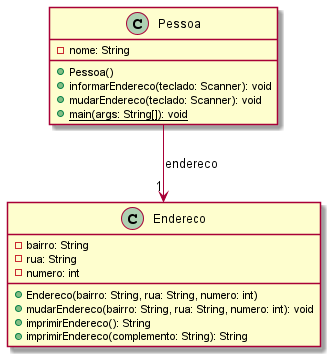 C Pessoa
nome: String
Pessoa()
informarEndereco(teclado: Scanner): void
mudarEndereco(teclado: Scanner): void
main(args: String[]): void
endereco
1
C Endereco
bairro: String
rua: String
numero: int
Endereco(bairro: String, rua: String, numero: int)
mudarEndereco(bairro: String, rua: String, numero: int): void
imprimirEndereco(): String
imprimirEndereco(complemento: String): String